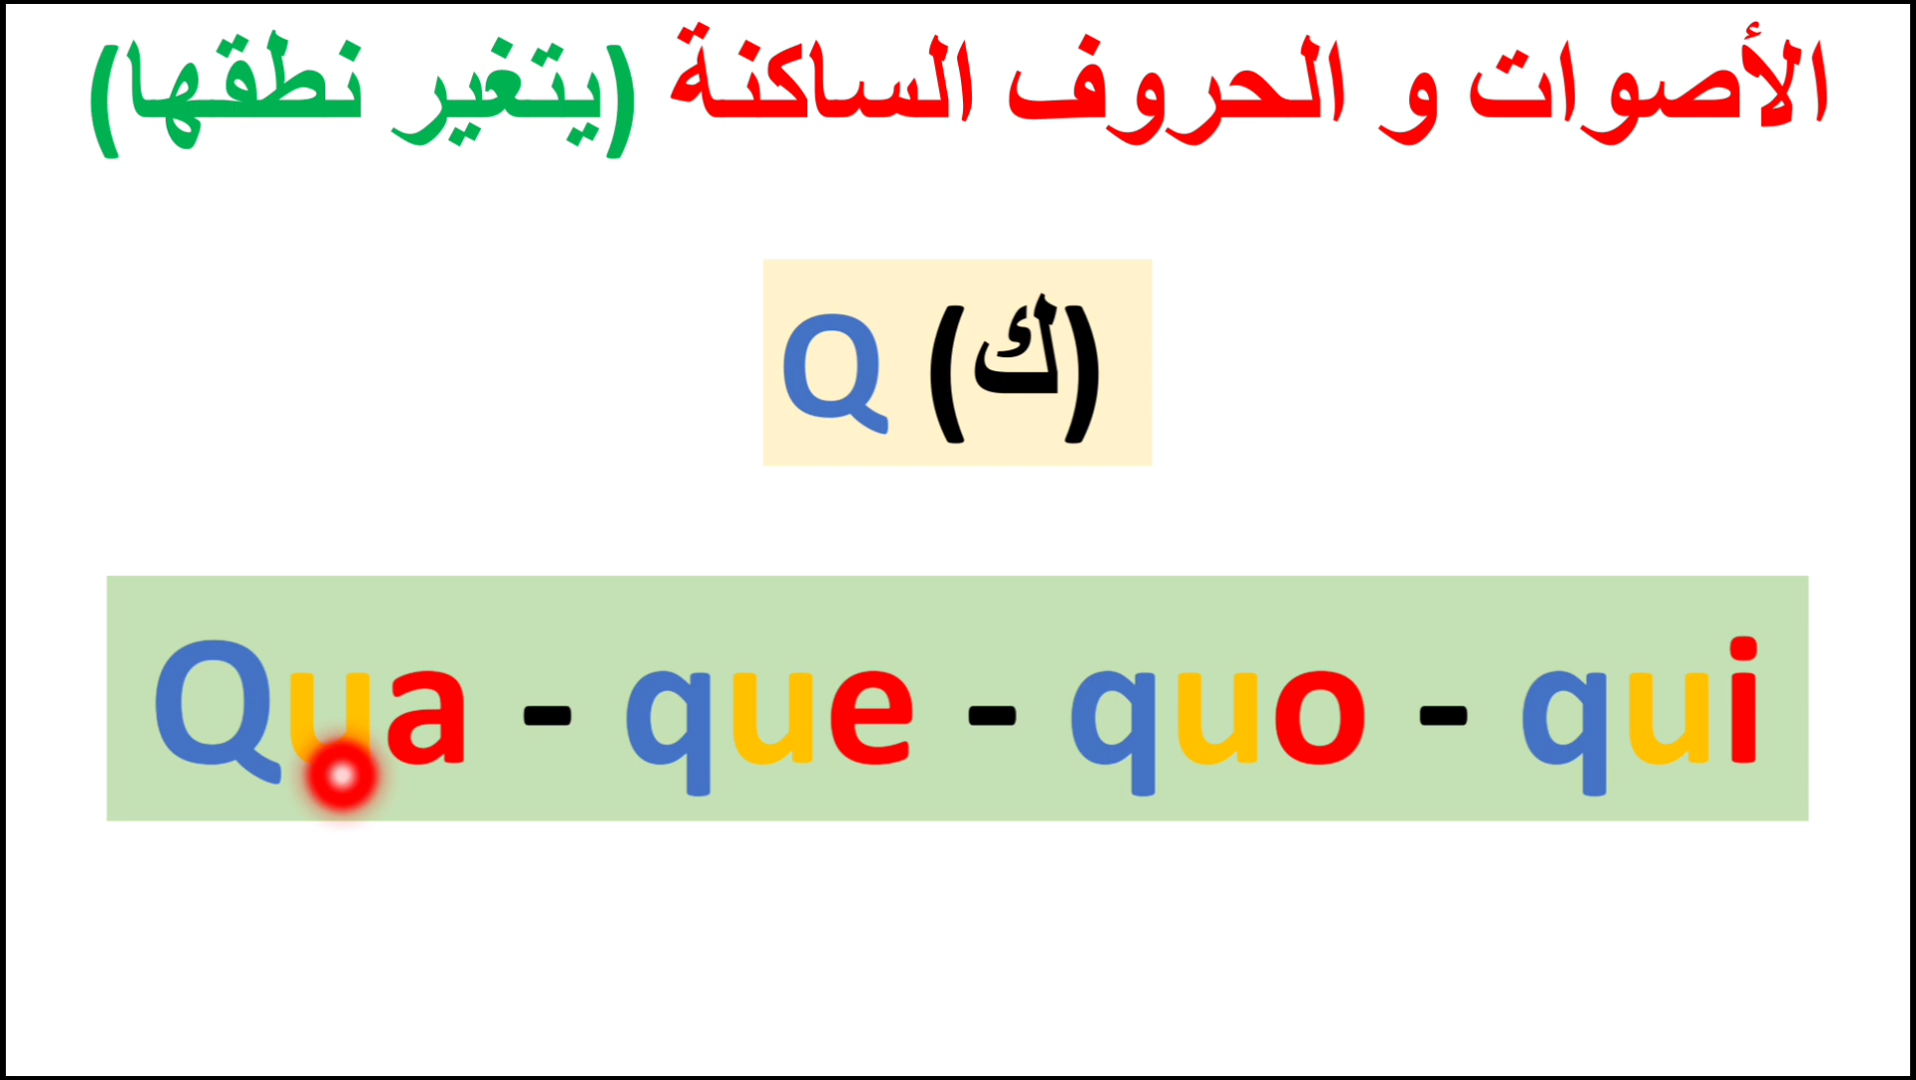 الأصوات و الحروف الساكنة (يتغير نطقها)
Q (ك)
Qua - que - quo - qui